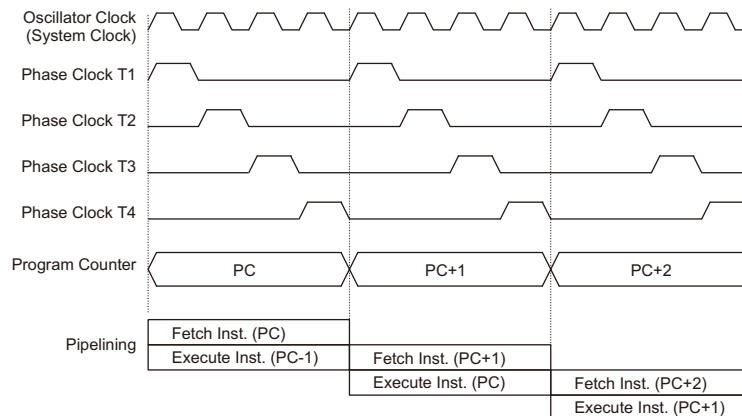 Oscillator Clock
(System Clock)
Phase Clock T1
Phase Clock T2
Phase Clock T3
Phase Clock T4
Program Counter
PC
PC+1
PC+2
Pipelining
Fetch Inst. (PC)
Execute Inst. (PC-1)
Fetch Inst. (PC+1)
Execute Inst. (PC)
Fetch Inst. (PC+2)
Execute Inst. (PC+1)